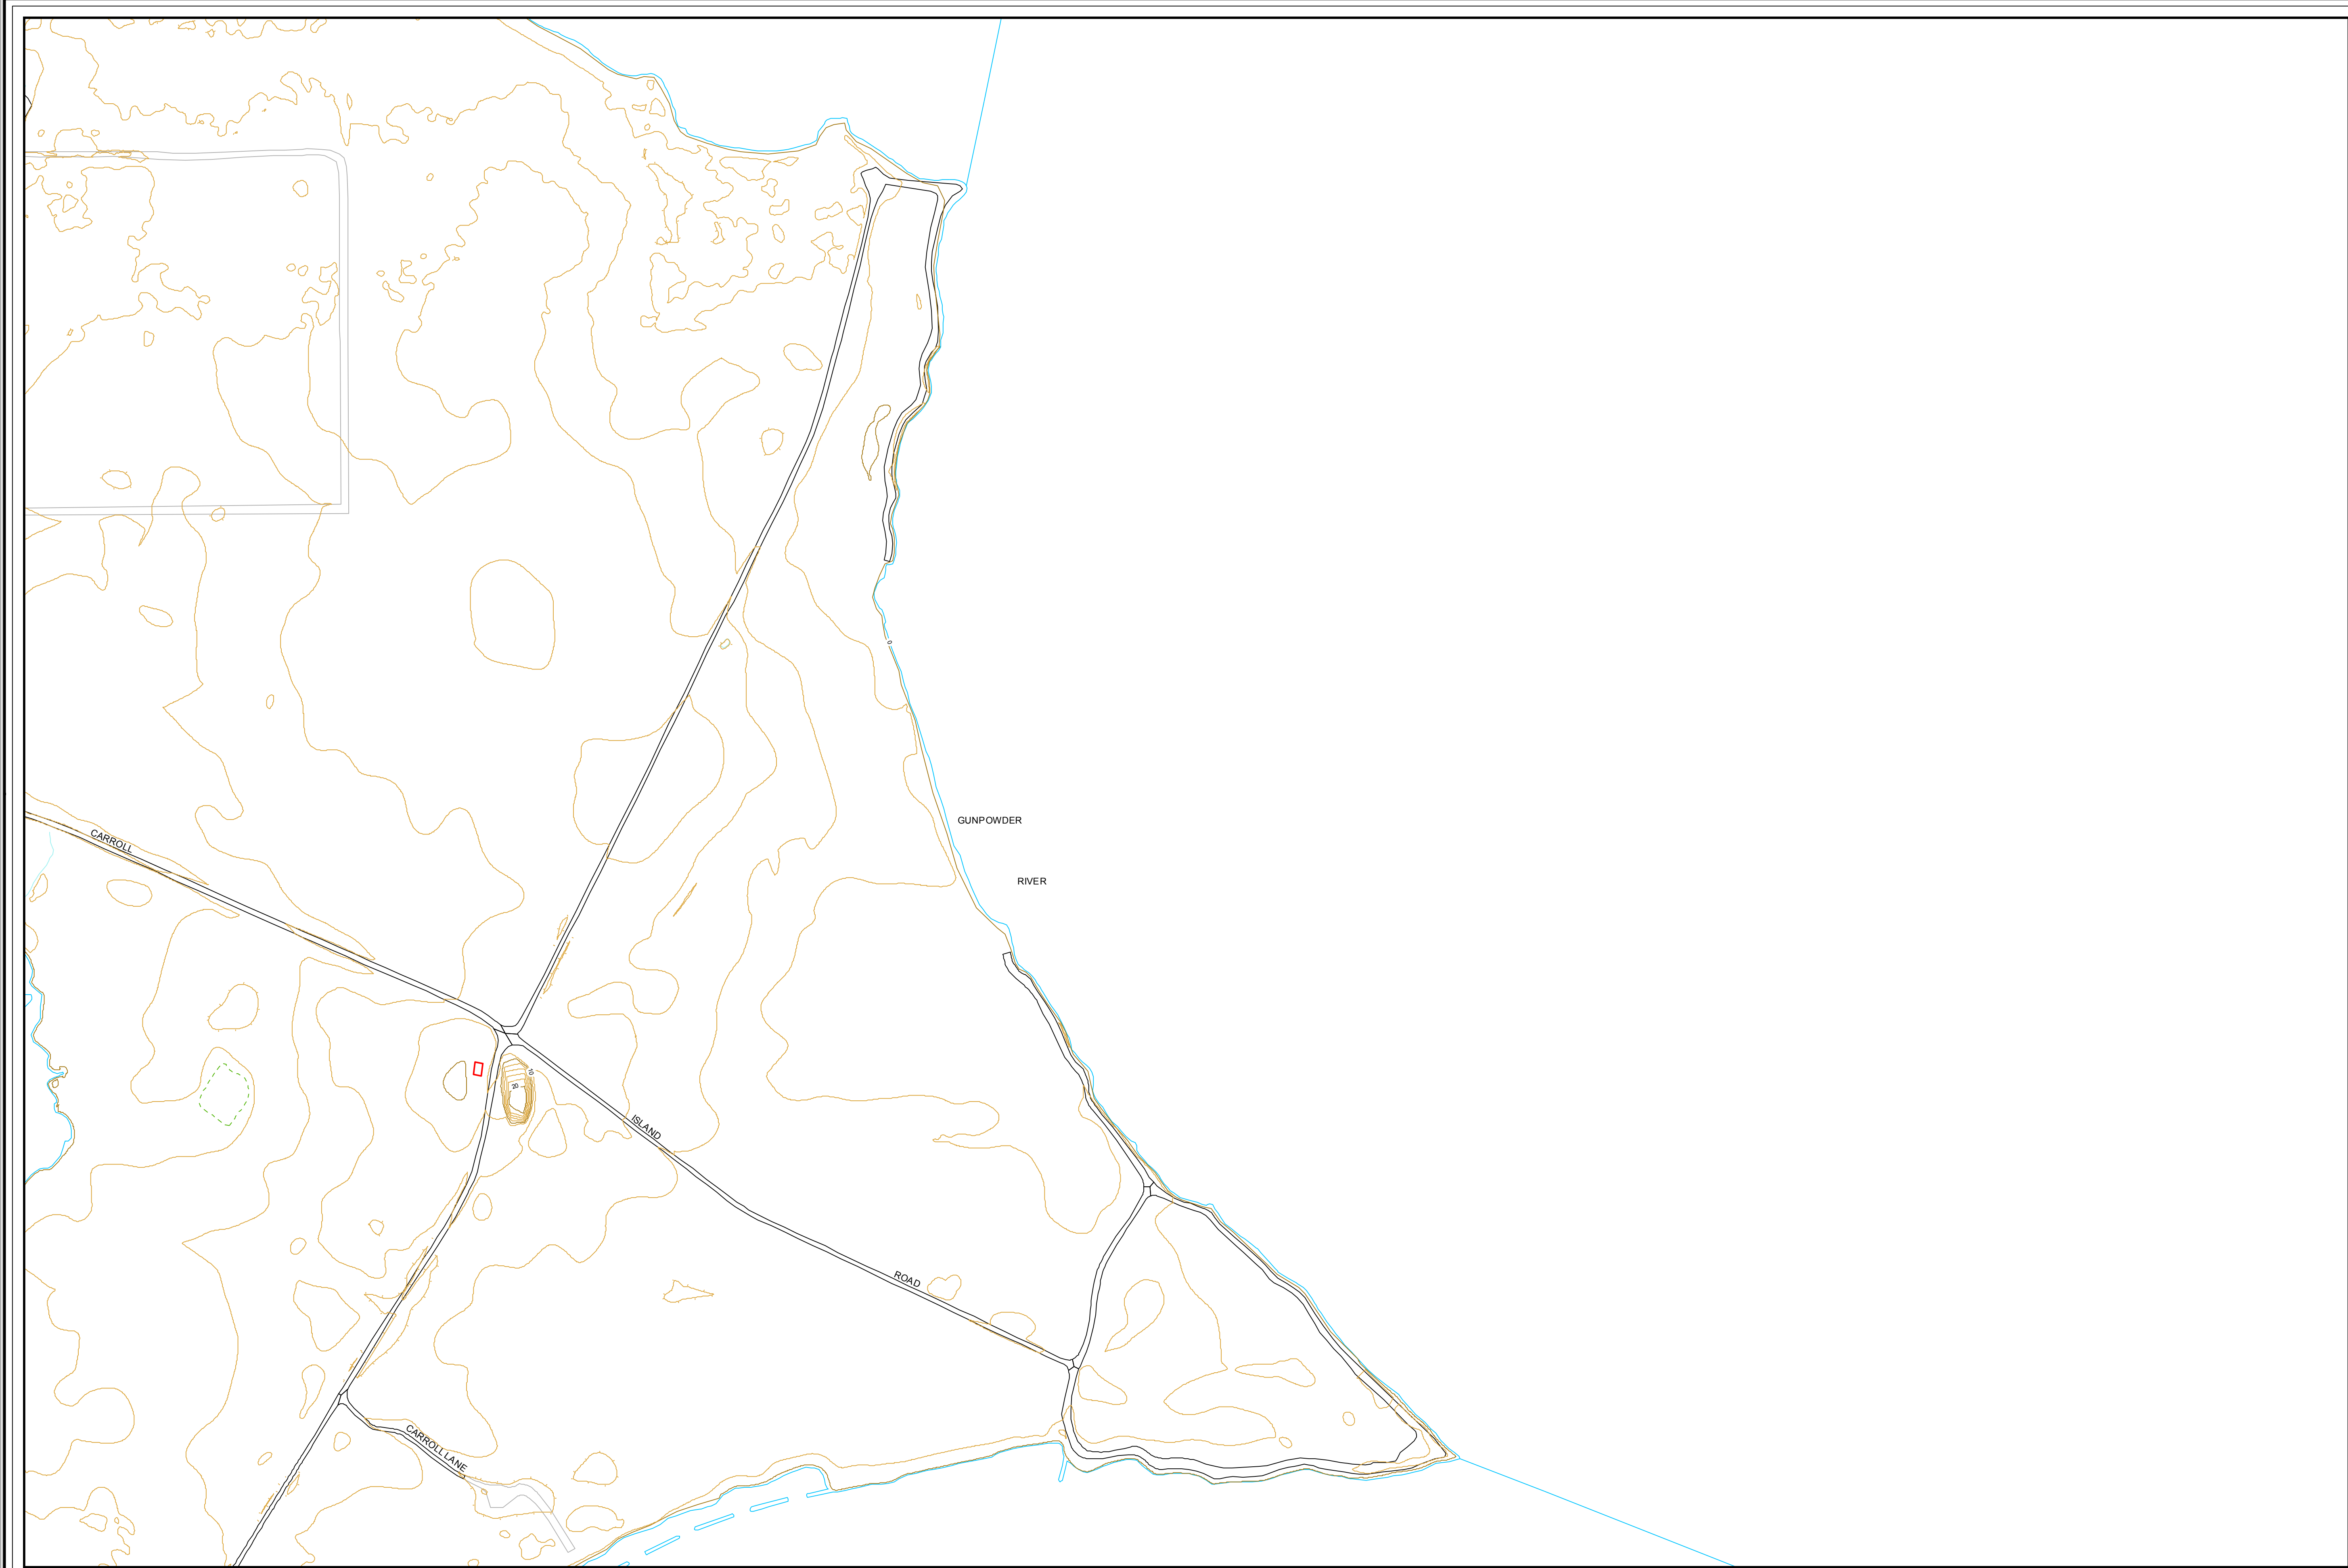 0
GUNPOWDER
CARROLL
RIVER
10
20
ISLAND
ROAD
CARROLL LANE